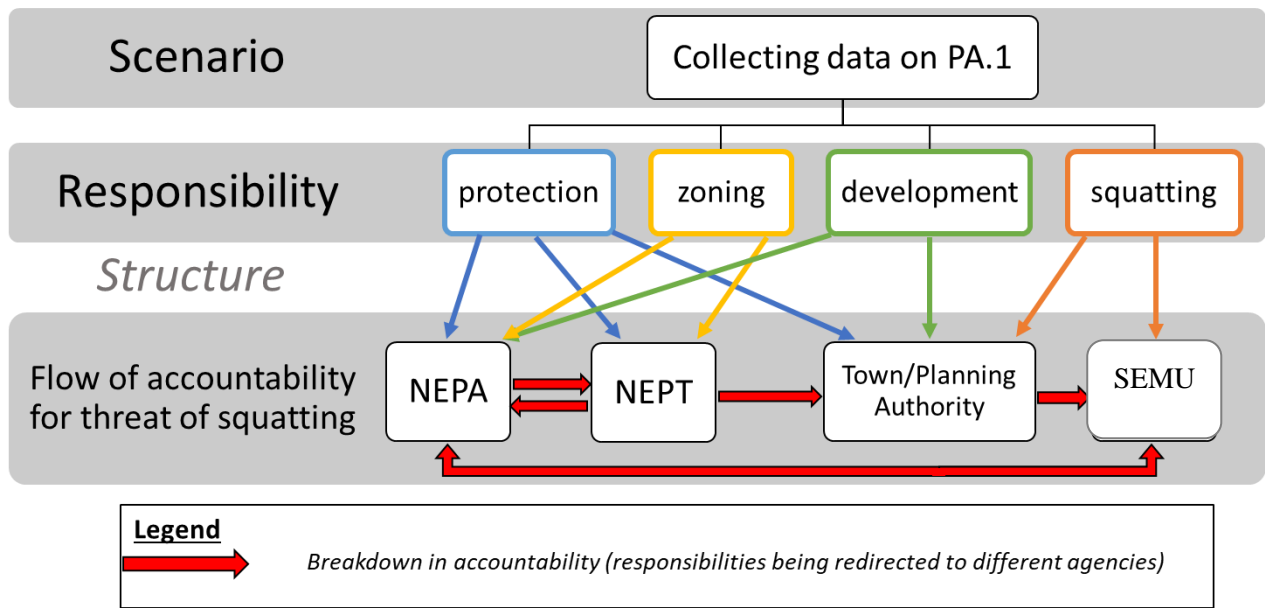 Scenario
Collecting data on PA.1
Responsibility
protection
zoning
development
squatting
Structure
Flow of accountability
for threat of squatting
NEPA
NEPT
Town/Planning
Authority
SEMU
Legend
Breakdown in accountability (responsibilities being redirected to different agencies)